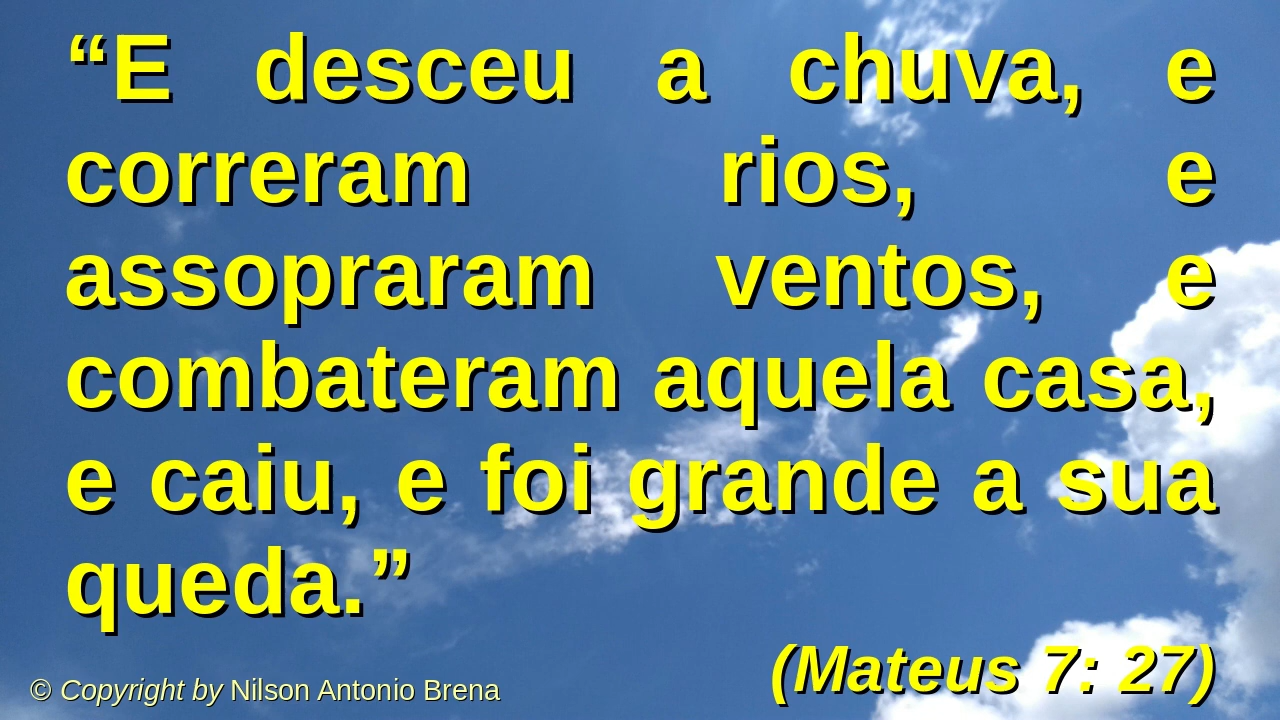 “E desceu a chuva, e
correram rios, e
assopraram ventos, e
combateram aquela casa,
e caiu, e foi grande a sua
queda.”
(Mateus 7: 27)
© Copyright by Nilson Antonio Brena